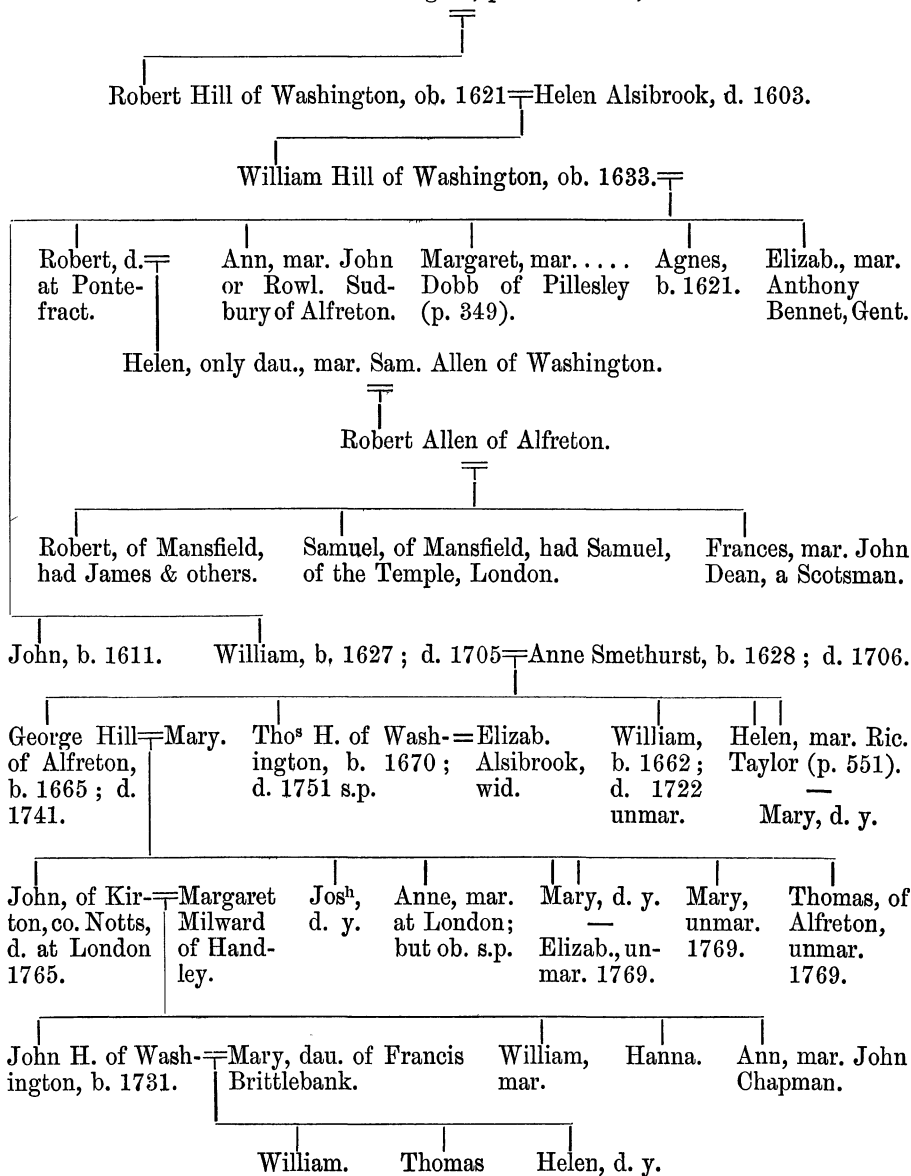 Robert Hill of Washington, ob. 1621=Helen Alsibrook, d. 1603.
William Hill of Washington, ob. 1633.=
Robert, d.=
at Ponte-
fract.
Ann, mar. John
or Rowl. Sud-
bury of Alfreton.
Margaret, mar. . . . .
Dobb of Pillesley
(p. 349).
Agnes,
b. 1621.
Elizab., mar.
Anthony
Bennet, Gent.
Helen, only dau., mar. Sam. Allen of Washington.
Robert Allen of Alfreton.
Robert, of Mansfield,
had James & others.
Samuel, of Mansfield, had Samuel,
of the Temple, London.
Frances, mar. John
Dean, a Scotsman.
John, b. 1611.
William, b. 1627 ; d. 1705=Anne Smethurst, b. 1628 ; d. 1706.
George Hill=Mary.
of Alfreton,
b. 1665 ; d.
1741.
Thoˢ H. of Wash-=Elizab.
ington, b. 1670 ; Alsibrook,
d. 1751 s.p. wid.
William,
b. 1662 ;
d. 1722
unmar.
Helen, mar. Ric.
Taylor (p. 551).
—
Mary, d. y.
John, of Kir-=Margaret
ton, co. Notts, Milward
d. at London of Hand-
1765. ley.
Josʰ,
d. y.
Anne, mar.
at London;
but ob. s.p.
Mary, d. y.
—
Elizab., un-
mar. 1769.
Mary,
unmar.
1769.
Thomas, of
Alfreton,
unmar.
1769.
John H. of Wash-=Mary, dau. of Francis
ington, b. 1731. Brittlebank.
William,
mar.
Hanna.
Ann, mar. John
Chapman.
William.
Thomas
Helen, d. y.